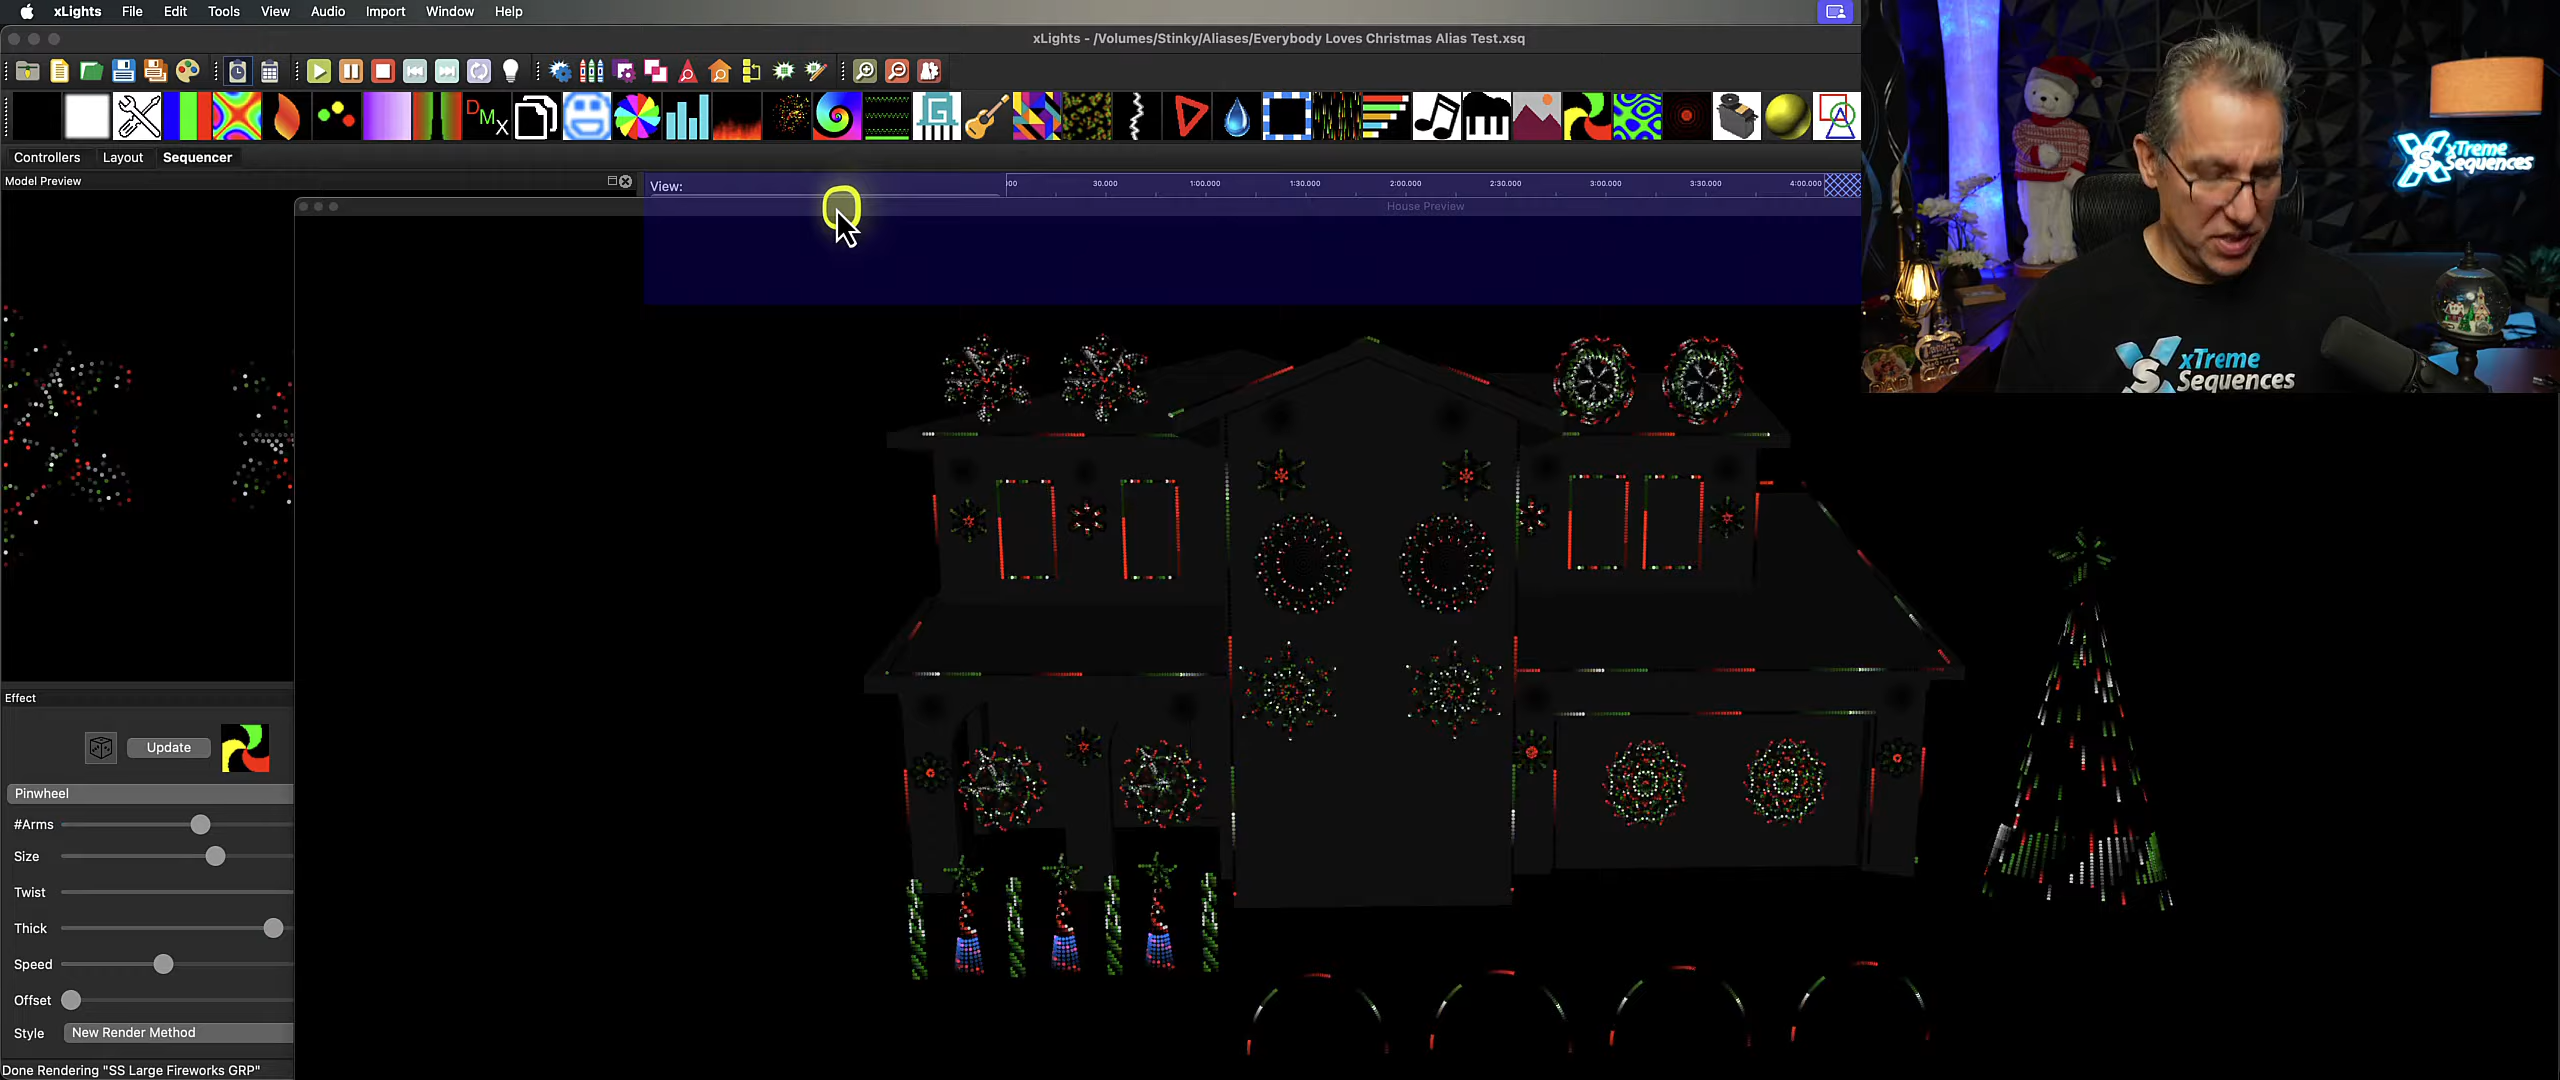 xLights File Edit Tools View Audio Import Window Help
xLights - /Volumes/Stinky/Aliases/Everybody Loves Christmas Alias Test.xsq
DMX
Controllers Layout Sequencer
Model Preview
View:
30.000 1:00.000 1:30.000 2:00.000 2:30.000 3:00.000 3:30.000 4:00.000
House Preview
xTreme
Sequences
xTreme
Sequences
Effect
Update
Pinwheel
#Arms
Size
Twist
Thick
Speed
Offset
Style New Render Method
Done Rendering "SS Large Fireworks GRP"